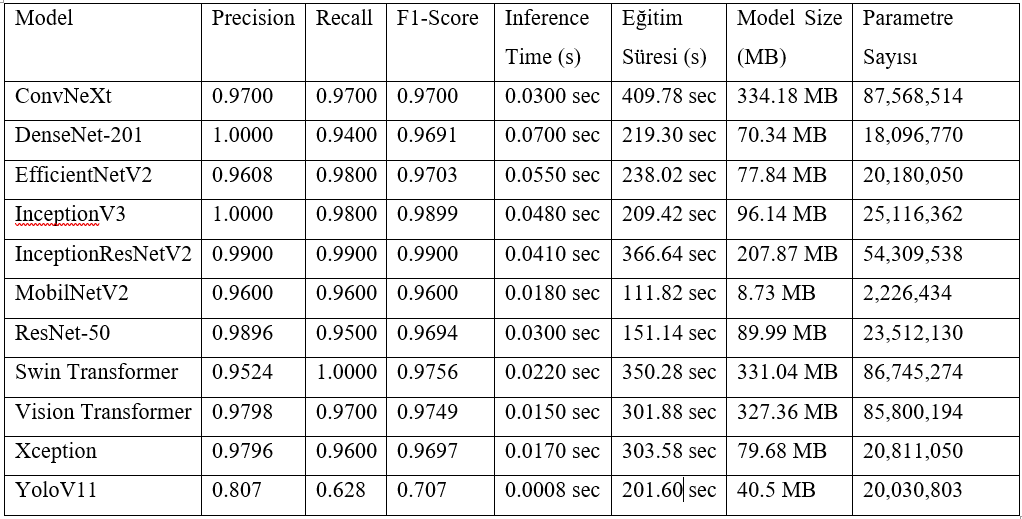 Model Precision Recall F1-Score Inference Time (s) Eğitim Süresi (s) Model Size (MB) Parametre Sayısı
ConvNeXt 0.9700 0.9700 0.9700 0.0300 sec 409.78 sec 334.18 MB 87,568,514
DenseNet-201 1.0000 0.9400 0.9691 0.0700 sec 219.30 sec 70.34 MB 18,096,770
EfficientNetV2 0.9608 0.9800 0.9703 0.0550 sec 238.02 sec 77.84 MB 20,180,050
InceptionV3 1.0000 0.9800 0.9899 0.0480 sec 209.42 sec 96.14 MB 25,116,362
InceptionResNetV2 0.9900 0.9900 0.9900 0.0410 sec 366.64 sec 207.87 MB 54,309,538
MobilNetV2 0.9600 0.9600 0.9600 0.0180 sec 111.82 sec 8.73 MB 2,226,434
ResNet-50 0.9896 0.9500 0.9694 0.0300 sec 151.14 sec 89.99 MB 23,512,130
Swin Transformer 0.9524 1.0000 0.9756 0.0220 sec 350.28 sec 331.04 MB 86,745,274
Vision Transformer 0.9798 0.9700 0.9749 0.0150 sec 301.88 sec 327.36 MB 85,800,194
Xception 0.9796 0.9600 0.9697 0.0170 sec 303.58 sec 79.68 MB 20,811,050
YoloV11 0.807 0.628 0.707 0.0008 sec 201.60 sec 40.5 MB 20,030,803